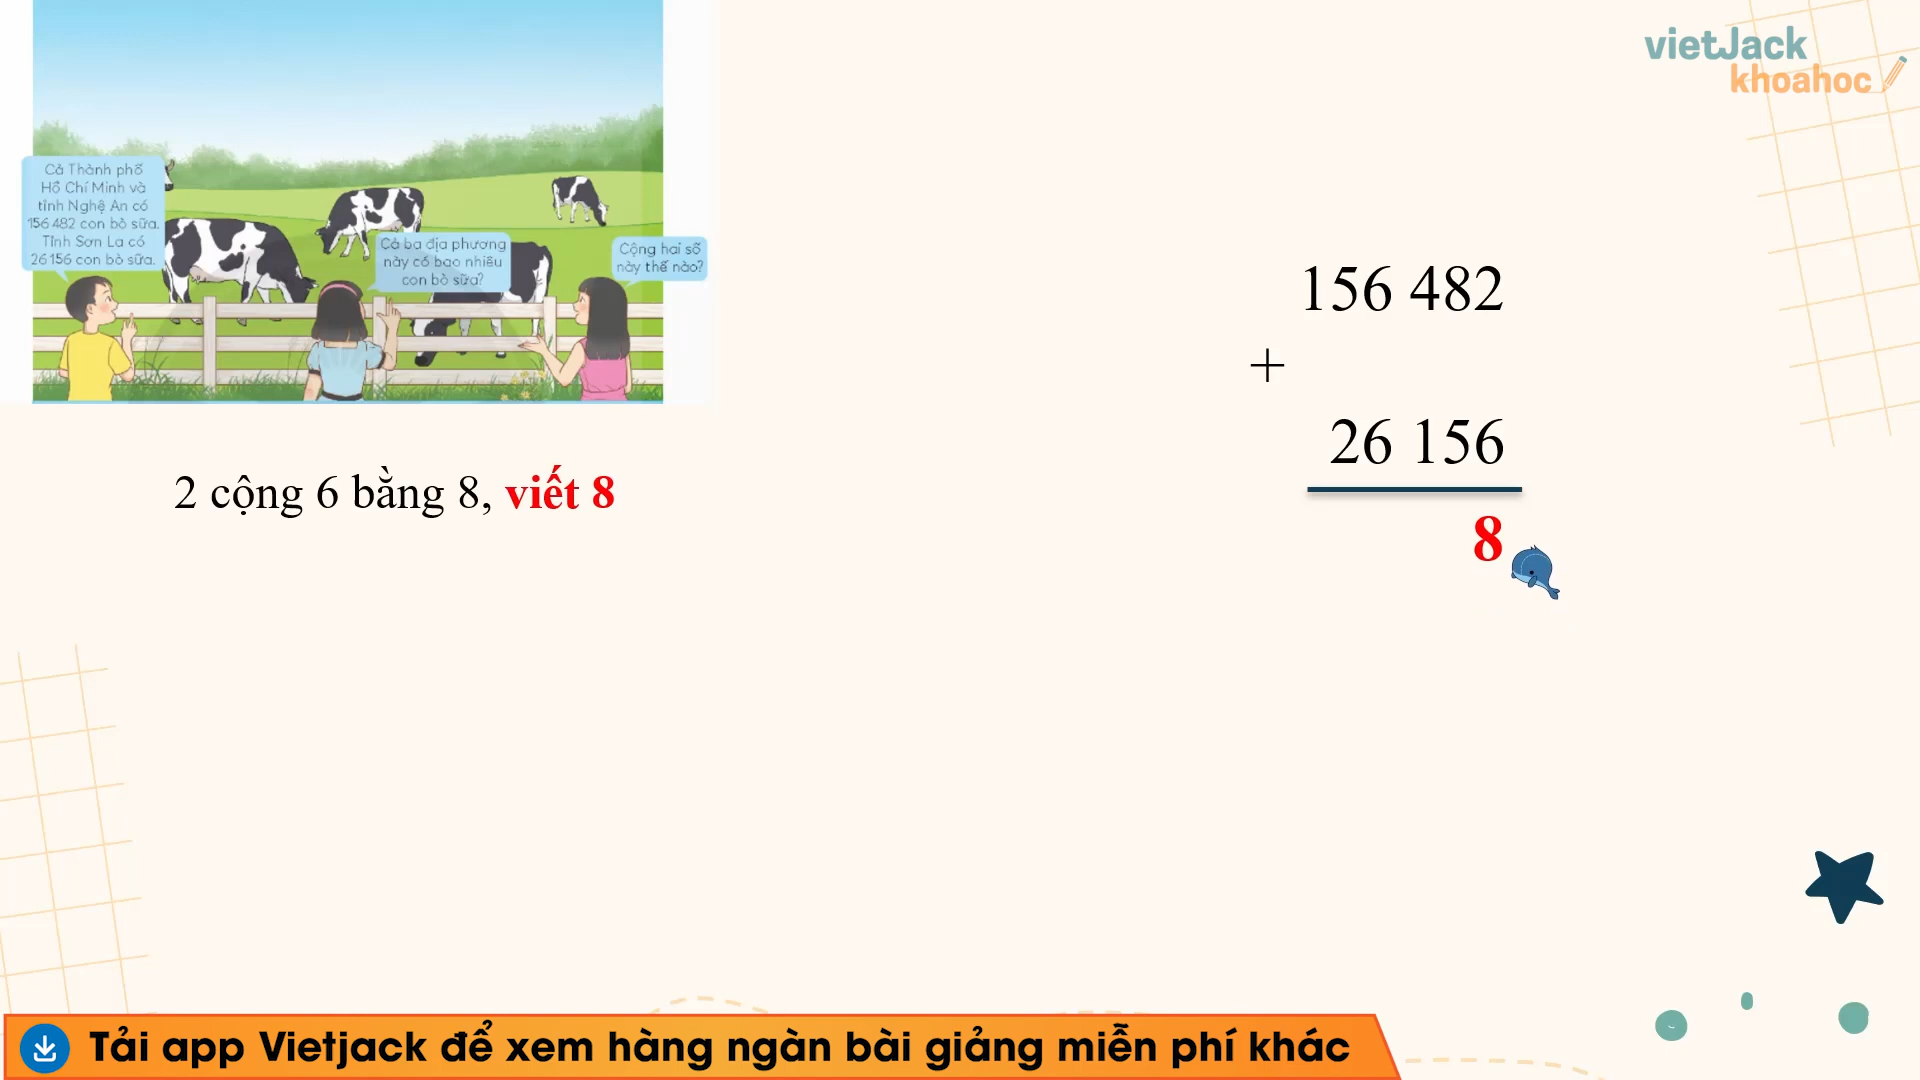 vietJack
khoahoc
Cả Thành phố
Hồ Chí Minh và
tỉnh Nghệ An có
156 482 con bò sữa.
Tỉnh Sơn La có
26 156 con bò sữa.
Cả ba địa phương
này có bao nhiêu
con bò sữa?
Cộng hai số
này thế nào?
156 482
+
26 156
8
2 cộng 6 bằng 8, viết 8
Tải app Vietjack để xem hàng ngàn bài giảng miễn phí khác